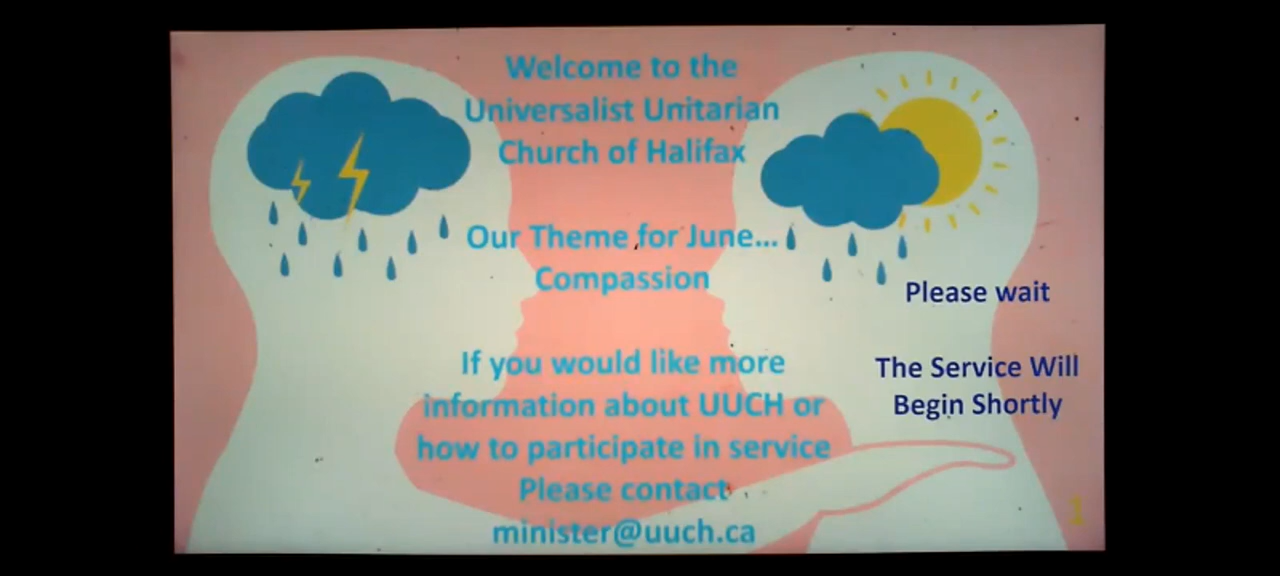 Welcome to the
Universalist Unitarian
Church of Halifax
Our Theme for June...
Compassion
If you would like more
information about UUCH or
how to participate in service
Please contact
minister@uuch.ca
Please wait
The Service Will
Begin Shortly
1